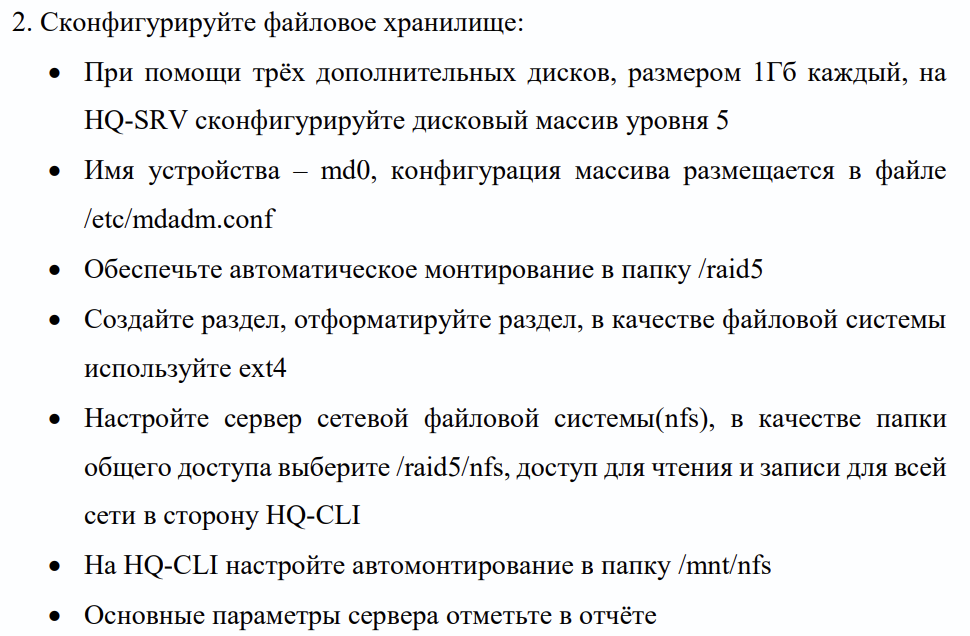 2. Сконфигурируйте файловое хранилище:
• При помощи трёх дополнительных дисков, размером 1Гб каждый, на
HQ-SRV сконфигурируйте дисковый массив уровня 5
• Имя устройства – md0, конфигурация массива размещается в файле
/etc/mdadm.conf
• Обеспечьте автоматическое монтирование в папку /raid5
• Создайте раздел, отформатируйте раздел, в качестве файловой системы
используйте ext4
• Настройте сервер сетевой файловой системы(nfs), в качестве папки
общего доступа выберите /raid5/nfs, доступ для чтения и записи для всей
сети в сторону HQ-CLI
• На HQ-CLI настройте автомонтирование в папку /mnt/nfs
• Основные параметры сервера отметьте в отчёте